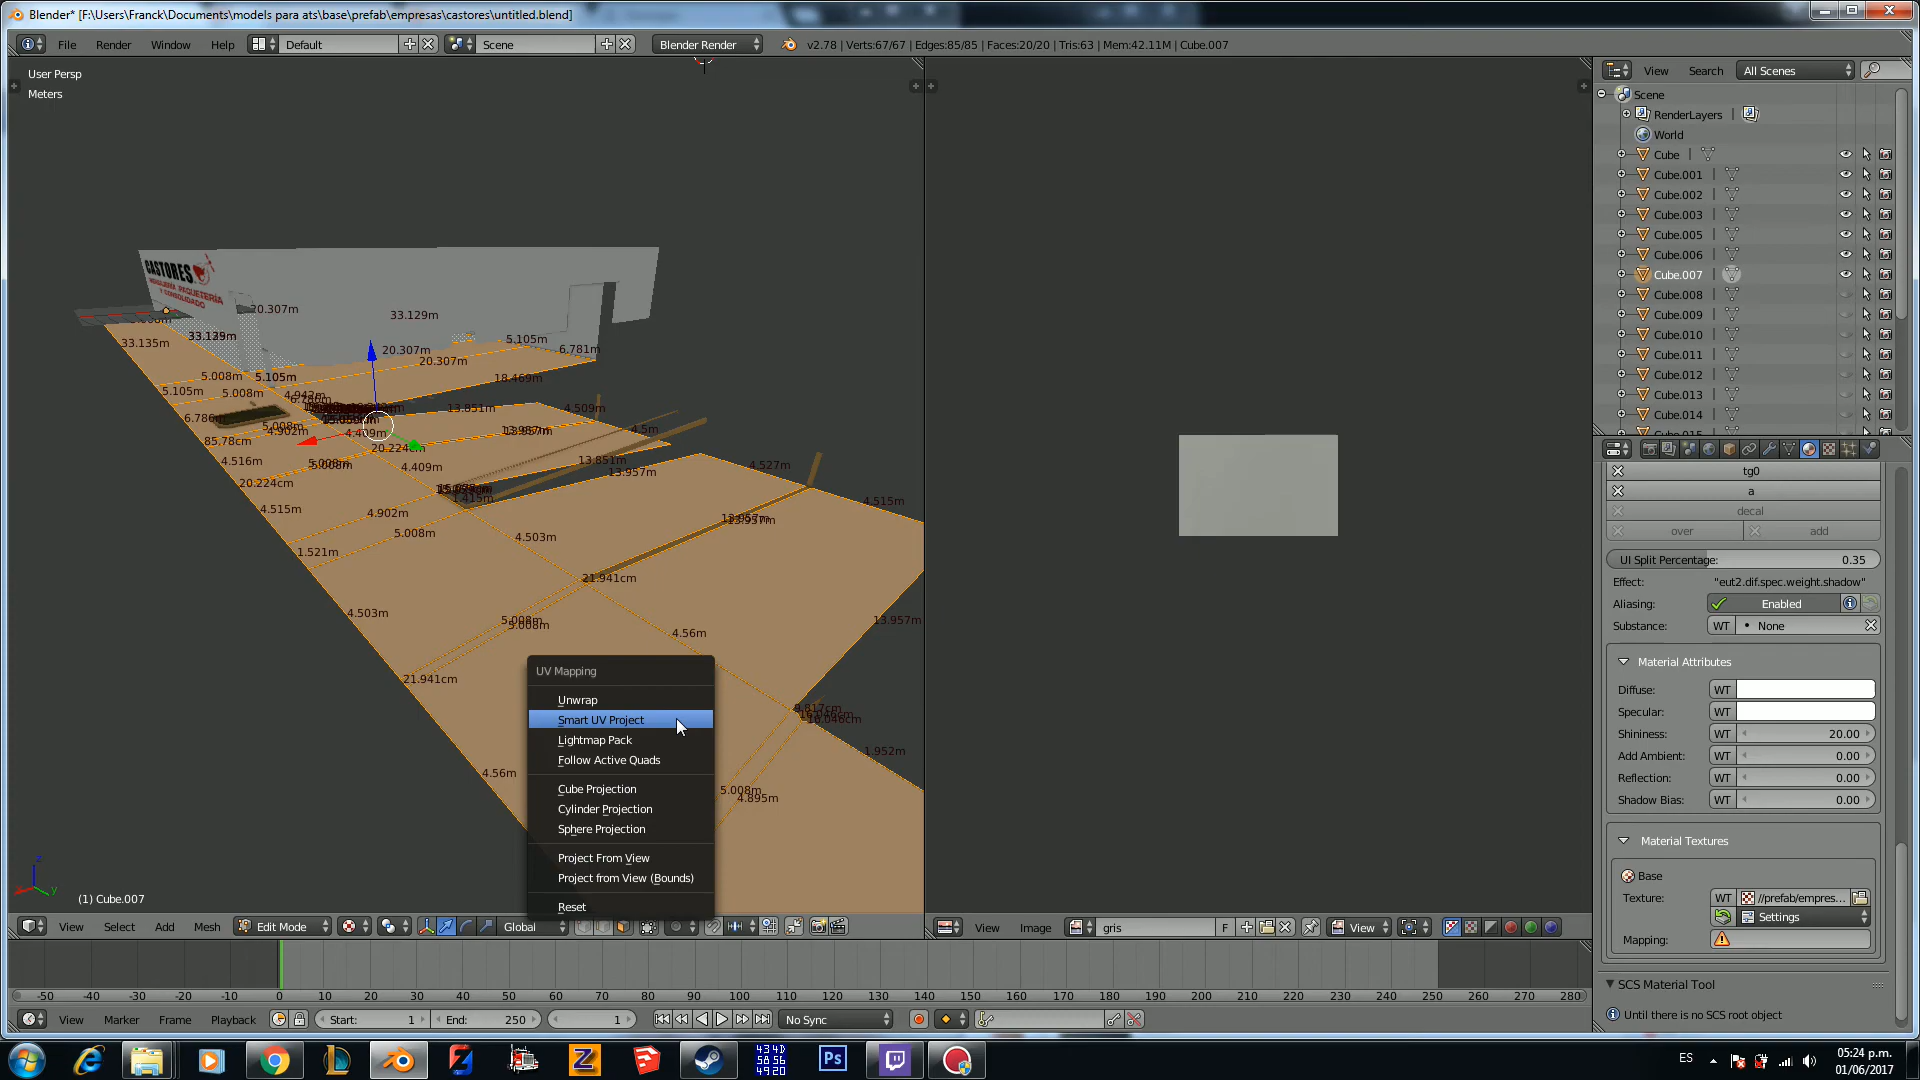 Blender* [F:\Users\Franck\Documents\models para ats\base\prefab\empresas\castores\untitled.blend]
File Render Window Help Default Scene Blender Render v2.78 | Verts:67/67 | Edges:85/85 | Faces:20/20 | Tris:63 | Mem:42.11M | Cube.007
User Persp
Meters
View Search All Scenes
Scene
RenderLayers
World
Cube
Cube.001
Cube.002
Cube.003
Cube.005
Cube.006
Cube.007
Cube.008
Cube.009
Cube.010
Cube.011
Cube.012
Cube.013
Cube.014
CASTORES
Y CONSOLIDADO
20.307m
33.129m
33.135m
33.129m
20.307m
5.105m
6.781m
20.307m
5.008m
5.105m
18.469m
5.105m
5.008m
4.942m
13.851m
4.509m
6.786m
5.008m
4.902m
4.409m
13.957m
4.5m
85.78cm
20.224cm
4.516m
5.008m
4.409m
13.851m
13.957m
4.527m
20.224cm
1.415m
4.515m
4.515m
4.902m
13.957m
5.008m
4.503m
1.521m
21.941cm
4.503m
5.008m
5.008m
13.957m
4.56m
21.941cm
9.817cm
16.046cm
1.952m
4.56m
5.008m
4.895m
UV Mapping
Unwrap
Smart UV Project
Lightmap Pack
Follow Active Quads
Cube Projection
Cylinder Projection
Sphere Projection
Project From View
Project from View (Bounds)
Reset
(1) Cube.007
tg0
a
decal
over add
UI Split Percentage: 0.35
Effect: "eut2.dif.spec.weight.shadow"
Aliasing: Enabled
Substance: WT None
Material Attributes
Diffuse: WT
Specular: WT
Shininess: WT 20.00
Add Ambient: WT 0.00
Reflection: WT 0.00
Shadow Bias: WT 0.00
Material Textures
Base
Texture: WT //prefab/empres...
Settings
Mapping:
SCS Material Tool
Until there is no SCS root object
View Select Add Mesh Edit Mode Global
View Image gris F View
-50 -40 -30 -20 -10 0 10 20 30 40 50 60 70 80 90 100 110 120 130 140 150 160 170 180 190 200 210 220 230 240 250 260 270 280
View Marker Frame Playback Start: 1 End: 250 1 No Sync
434D
5856
4920
Ps
ES
05:24 p.m.
01/06/2017